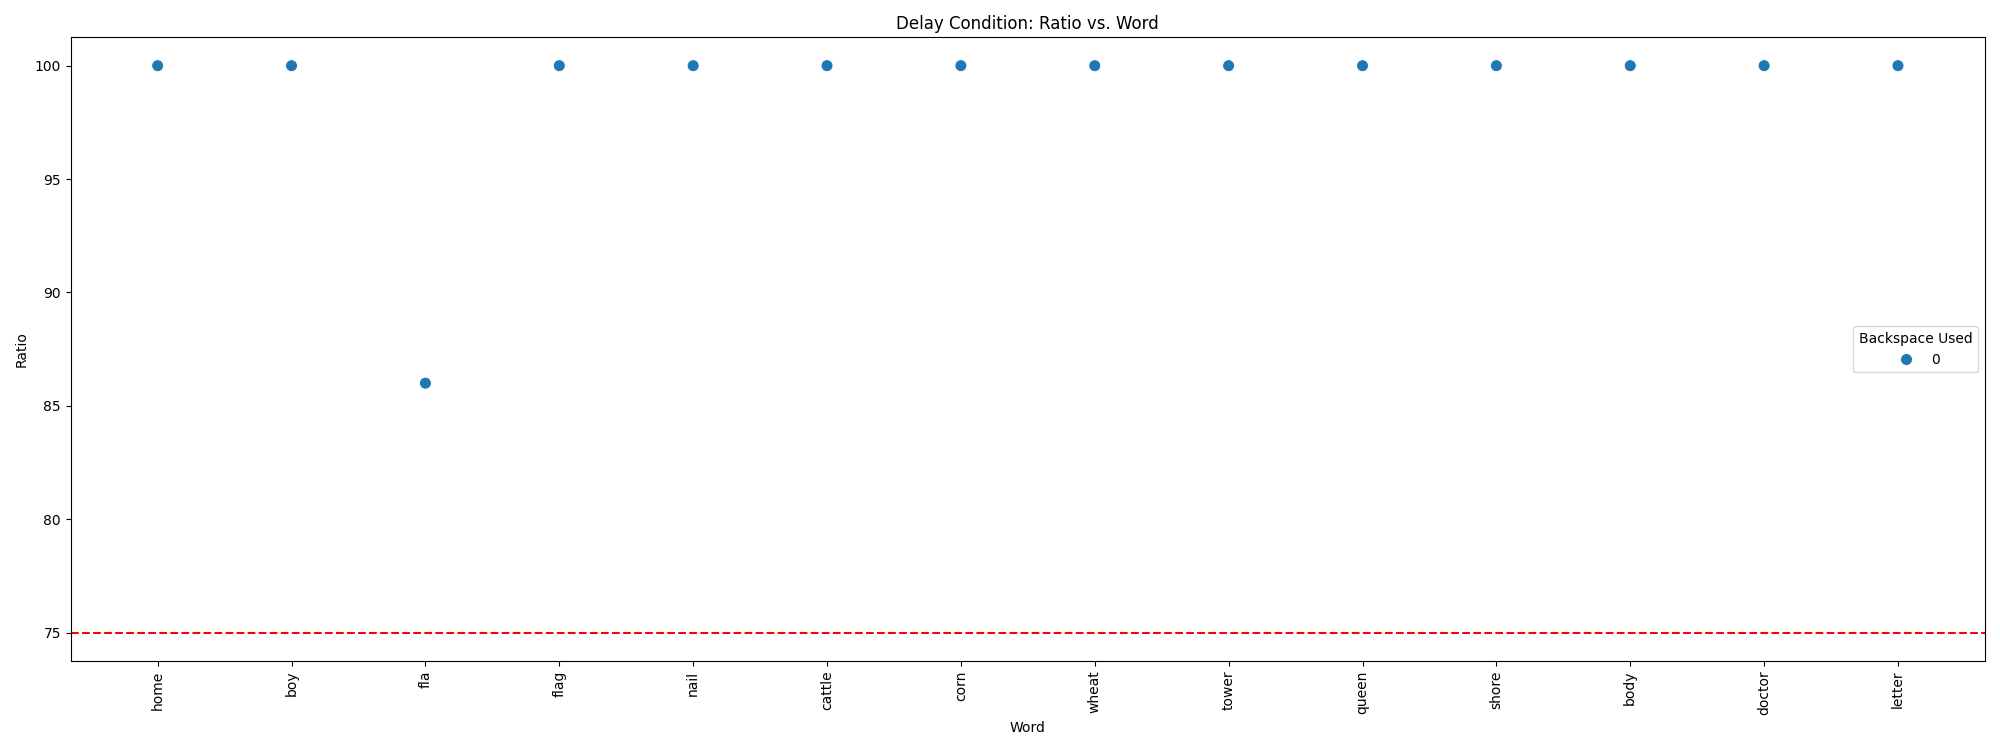 Delay Condition: Ratio vs. Word
100
95
90
85
80
75
Ratio
Backspace Used
0
home
boy
fla
flag
nail
cattle
corn
wheat
tower
queen
shore
body
doctor
letter
Word